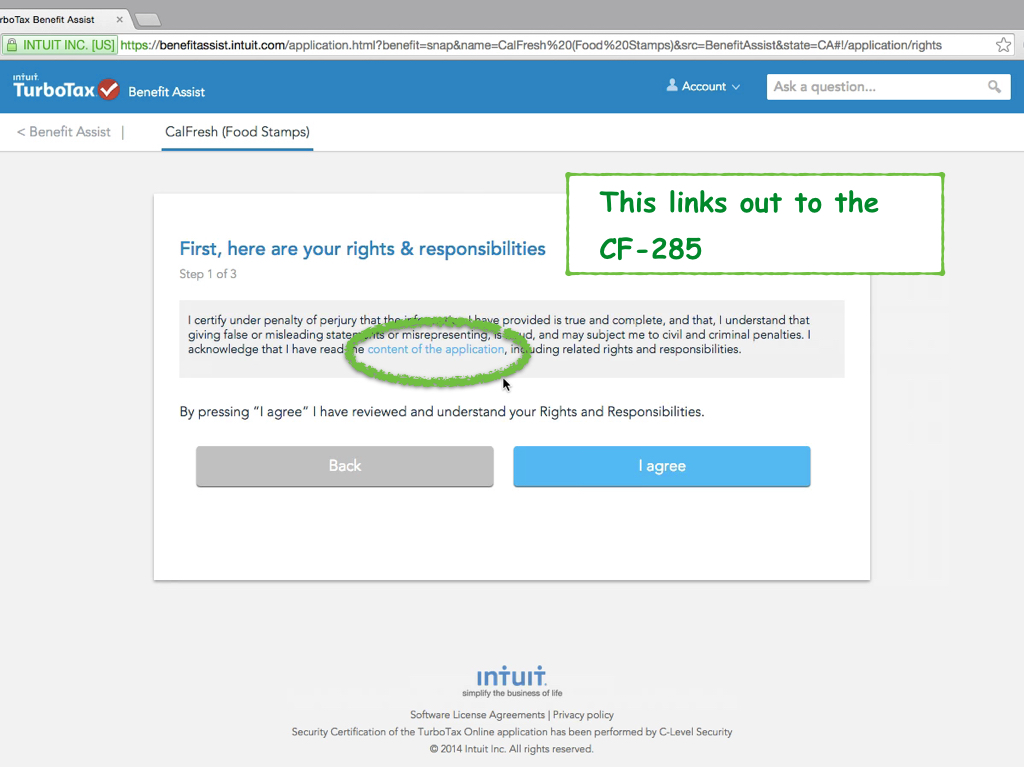 rboTax Benefit Assist
INTUIT INC. [US] https://benefitassist.intuit.com/application.html?benefit=snap&name=CalFresh%20(Food%20Stamps)&src=BenefitAssist&state=CA#!/application/rights
intuit
TurboTax Benefit Assist
Account
Ask a question...
< Benefit Assist |
CalFresh (Food Stamps)
This links out to the
CF-285
First, here are your rights & responsibilities
Step 1 of 3
I certify under penalty of perjury that the information I have provided is true and complete, and that, I understand that
giving false or misleading statements or misrepresenting, is fraud, and may subject me to civil and criminal penalties. I
acknowledge that I have read the content of the application, including related rights and responsibilities.
By pressing “I agree” I have reviewed and understand your Rights and Responsibilities.
Back
I agree
intuit
simplify the business of life
Software License Agreements | Privacy policy
Security Certification of the TurboTax Online application has been performed by C-Level Security
© 2014 Intuit Inc. All rights reserved.